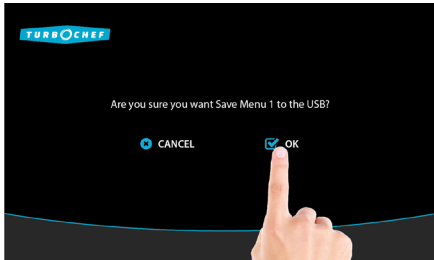 TURBOCHEF
Are you sure you want Save Menu 1 to the USB?
CANCEL
OK